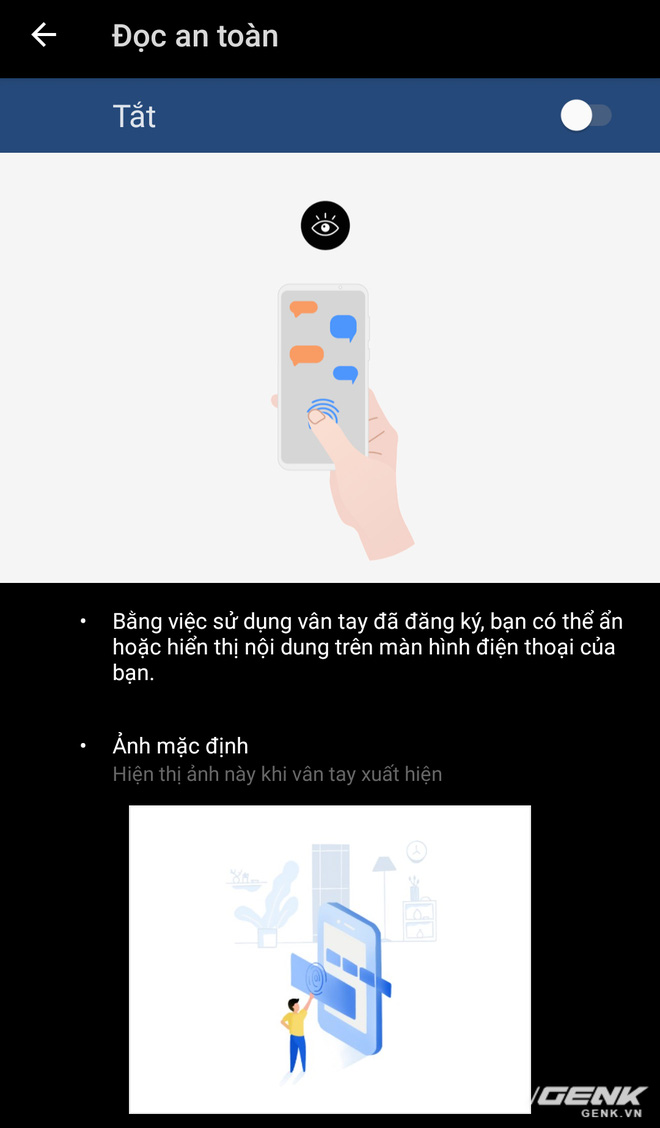 Đọc an toàn
Tắt
• Bằng việc sử dụng vân tay đã đăng ký, bạn có thể ẩn
hoặc hiển thị nội dung trên màn hình điện thoại của
bạn.
• Ảnh mặc định
Hiện thị ảnh này khi vân tay xuất hiện
GENK
GENK.VN